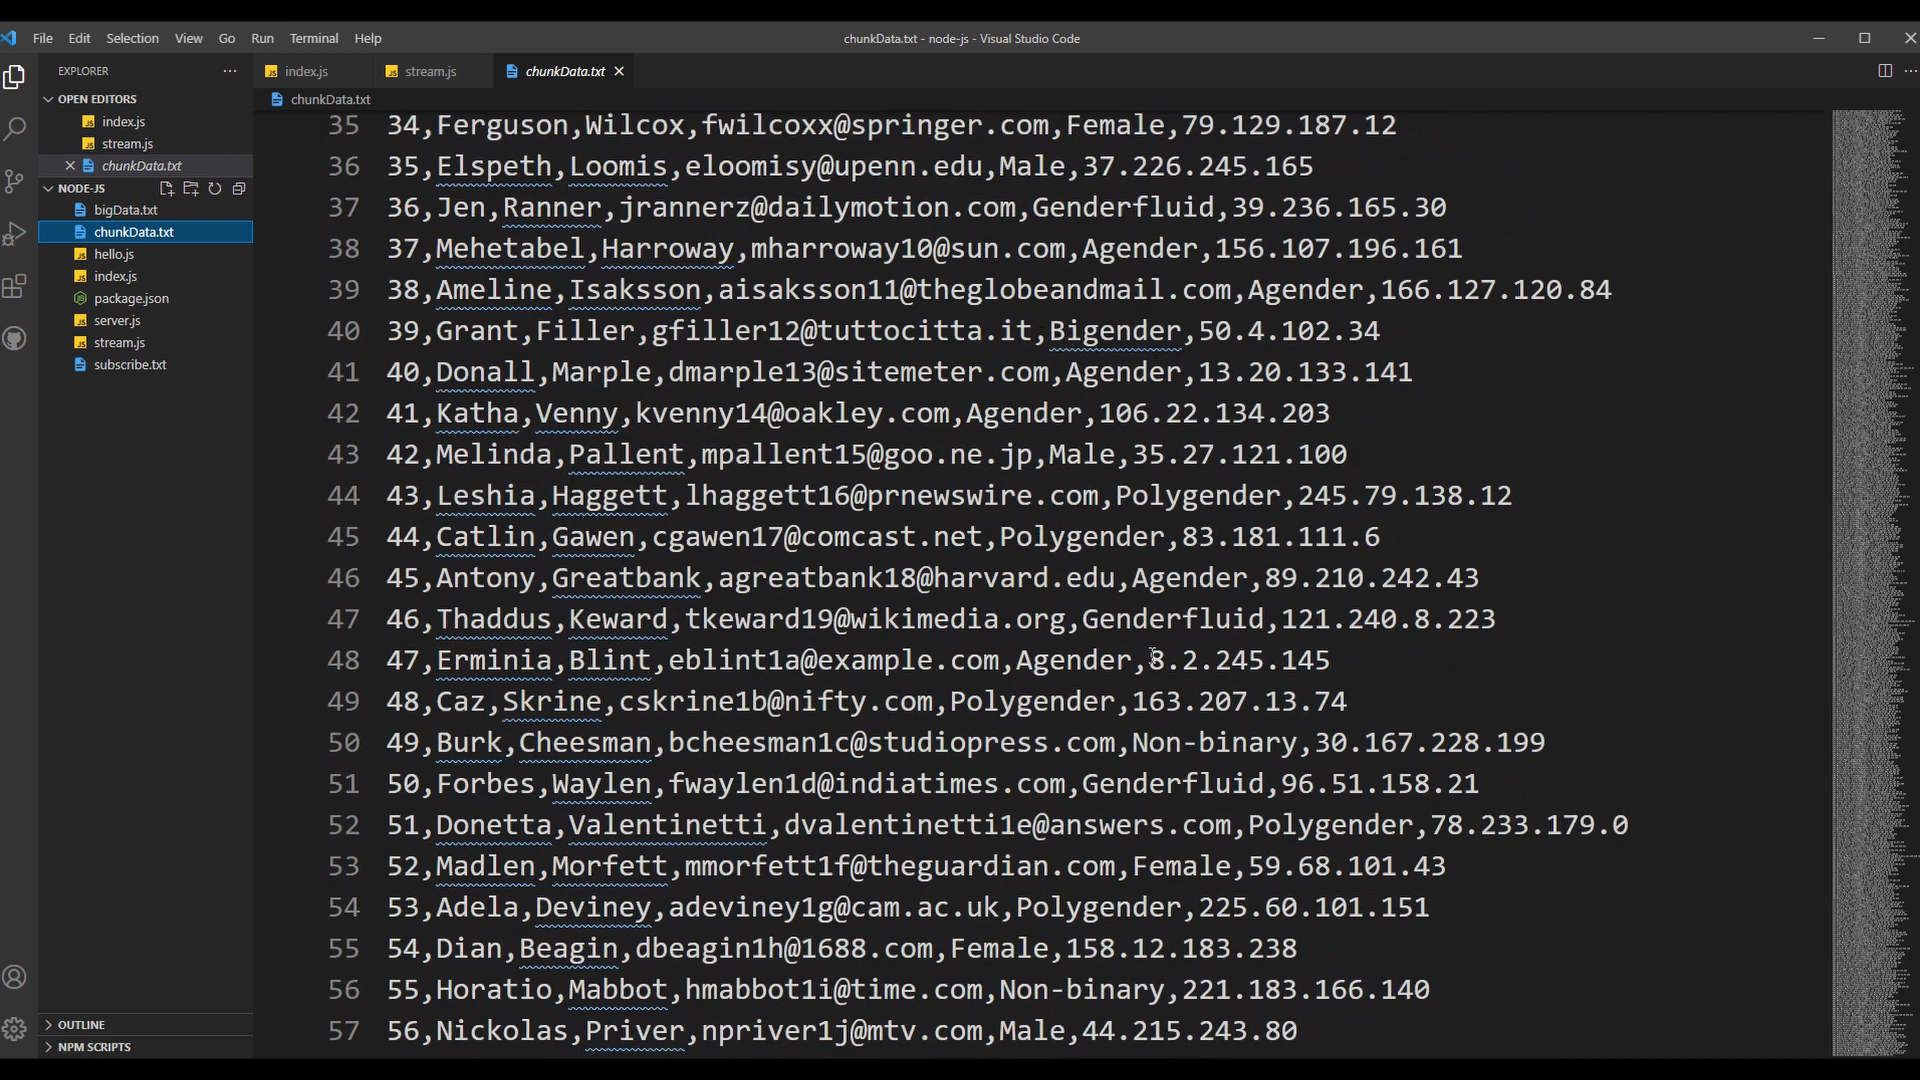 File Edit Selection View Go Run Terminal Help
chunkData.txt - node-js - Visual Studio Code
EXPLORER
index.js
stream.js
chunkData.txt
OPEN EDITORS
index.js
stream.js
chunkData.txt
NODE-JS
bigData.txt
chunkData.txt
hello.js
index.js
package.json
server.js
stream.js
subscribe.txt
OUTLINE
NPM SCRIPTS
chunkData.txt
35 34,Ferguson,Wilcox,fwilcoxx@springer.com,Female,79.129.187.12
36 35,Elspeth,Loomis,eloomisy@upenn.edu,Male,37.226.245.165
37 36,Jen,Ranner,jrannerz@dailymotion.com,Genderfluid,39.236.165.30
38 37,Mehetabel,Harroway,mharroway10@sun.com,Agender,156.107.196.161
39 38,Ameline,Isaksson,aisaksson11@theglobeandmail.com,Agender,166.127.120.84
40 39,Grant,Filler,gfiller12@tuttocitta.it,Bigender,50.4.102.34
41 40,Donall,Marple,dmarple13@sitemeter.com,Agender,13.20.133.141
42 41,Katha,Venny,kvenny14@oakley.com,Agender,106.22.134.203
43 42,Melinda,Pallent,mpallent15@goo.ne.jp,Male,35.27.121.100
44 43,Leshia,Haggett,lhaggett16@prnewswire.com,Polygender,245.79.138.12
45 44,Catlin,Gawen,cgawen17@comcast.net,Polygender,83.181.111.6
46 45,Antony,Greatbank,agreatbank18@harvard.edu,Agender,89.210.242.43
47 46,Thaddus,Keward,tkeward19@wikimedia.org,Genderfluid,121.240.8.223
48 47,Erminia,Blint,eblint1a@example.com,Agender,8.2.245.145
49 48,Caz,Skrine,cskrine1b@nifty.com,Polygender,163.207.13.74
50 49,Burk,Cheesman,bcheesman1c@studiopress.com,Non-binary,30.167.228.199
51 50,Forbes,Waylen,fwaylen1d@indiatimes.com,Genderfluid,96.51.158.21
52 51,Donetta,Valentinetti,dvalentinetti1e@answers.com,Polygender,78.233.179.0
53 52,Madlen,Morfett,mmorfett1f@theguardian.com,Female,59.68.101.43
54 53,Adela,Deviney,adeviney1g@cam.ac.uk,Polygender,225.60.101.151
55 54,Dian,Beagin,dbeagin1h@1688.com,Female,158.12.183.238
56 55,Horatio,Mabbot,hmabbot1i@time.com,Non-binary,221.183.166.140
57 56,Nickolas,Priver,npriver1j@mtv.com,Male,44.215.243.80